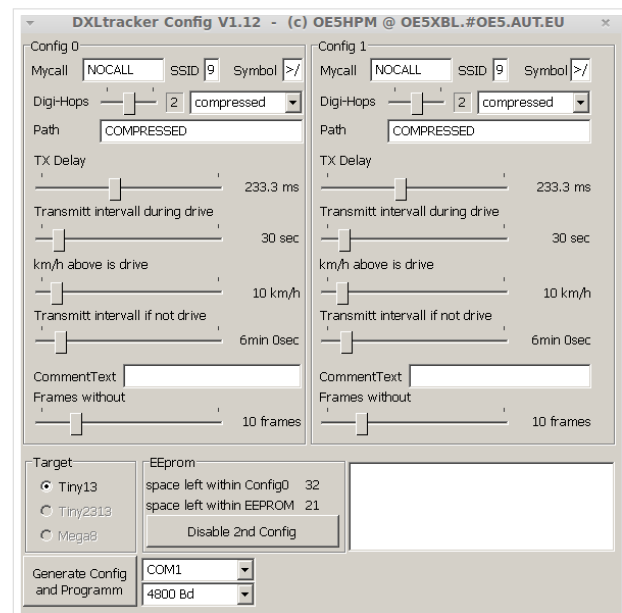 DXLtracker Config V1.12 - (c) OE5HPM @ OE5XBL.#OE5.AUT.EU
Config 0
Mycall NOCALL SSID 9 Symbol >/
Digi-Hops 2 compressed
Path COMPRESSED
TX Delay
233.3 ms
Transmitt intervall during drive
30 sec
km/h above is drive
10 km/h
Transmitt intervall if not drive
6min 0sec
CommentText
Frames without
10 frames
Config 1
Mycall NOCALL SSID 9 Symbol >/
Digi-Hops 2 compressed
Path COMPRESSED
TX Delay
233.3 ms
Transmitt intervall during drive
30 sec
km/h above is drive
10 km/h
Transmitt intervall if not drive
6min 0sec
CommentText
Frames without
10 frames
Target
Tiny13
Tiny2313
Mega8
EEprom
space left within Config0 32
space left within EEPROM 21
Disable 2nd Config
Generate Config
and Programm
COM1
4800 Bd